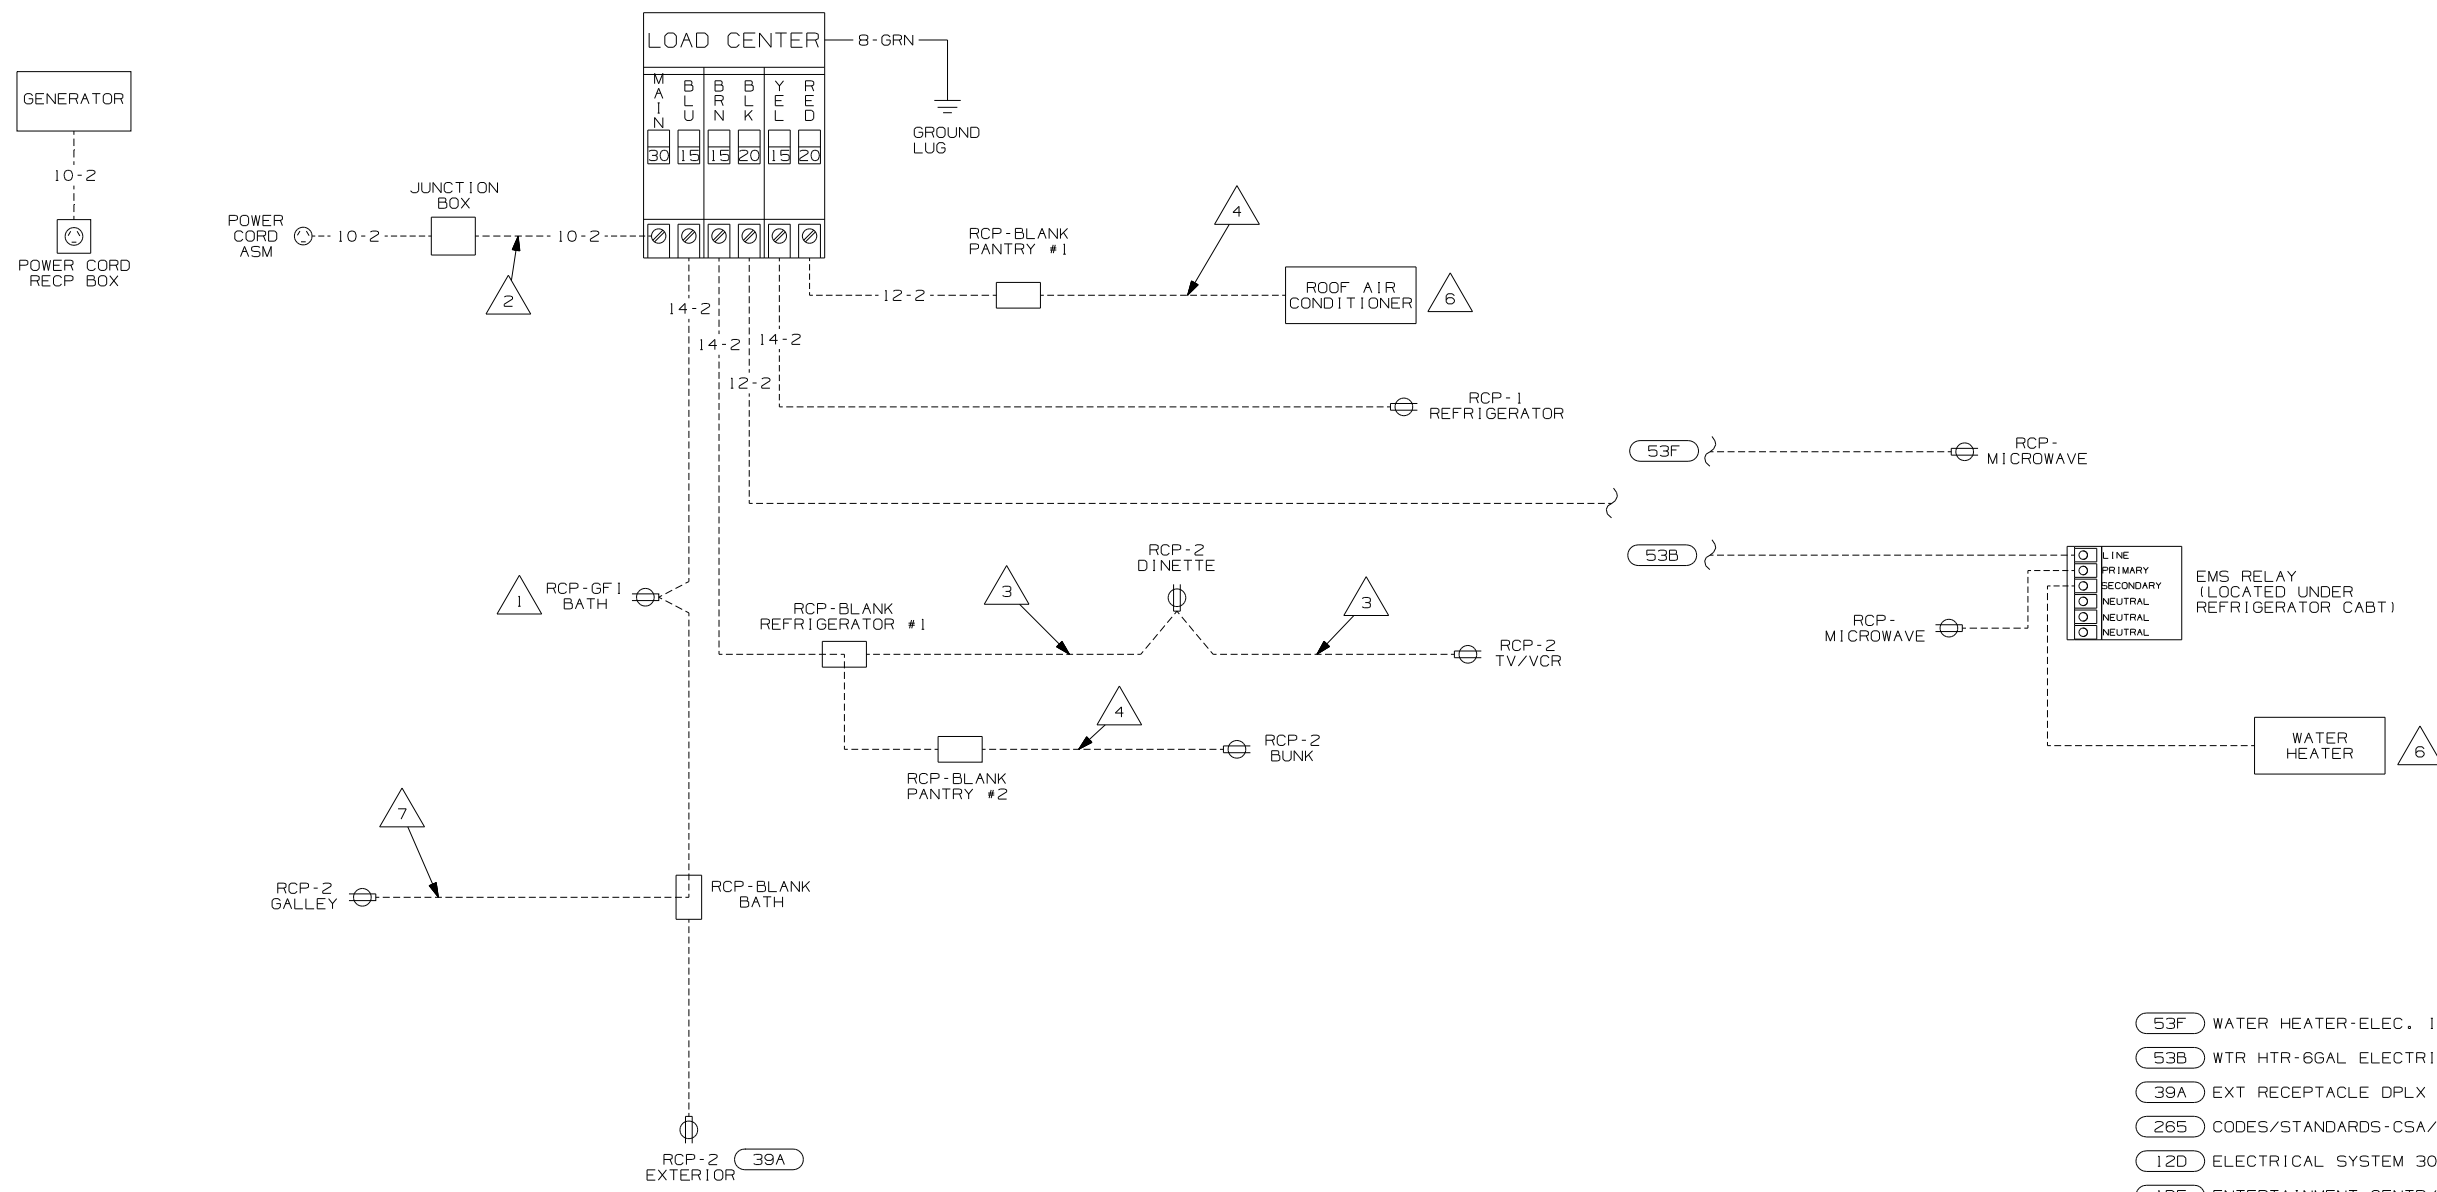 LOAD CENTER
8-GRN
GROUND
LUG
MAIN
BLU
BRN
BLK
YEL
RED
30
15
15
20
15
20
GENERATOR
10-2
POWER CORD
RECP BOX
POWER
CORD
ASM
10-2
JUNCTION
BOX
10-2
2
RCP-BLANK
PANTRY #1
4
12-2
ROOF AIR
CONDITIONER
6
14-2
14-2
14-2
12-2
RCP-1
REFRIGERATOR
53F
RCP-
MICROWAVE
53B
LINE
PRIMARY
SECONDARY
NEUTRAL
NEUTRAL
NEUTRAL
EMS RELAY
(LOCATED UNDER
REFRIGERATOR CABT)
RCP-
MICROWAVE
WATER
HEATER
6
1
RCP-GFI
BATH
RCP-BLANK
REFRIGERATOR #1
3
RCP-2
DINETTE
3
RCP-2
TV/VCR
4
RCP-BLANK
PANTRY #2
RCP-2
BUNK
7
RCP-2
GALLEY
RCP-BLANK
BATH
RCP-2
EXTERIOR
39A
53F WATER HEATER-ELEC.
53B WTR HTR-6GAL ELECTRI
39A EXT RECEPTACLE DPLX
265 CODES/STANDARDS-CSA/
12D ELECTRICAL SYSTEM 30